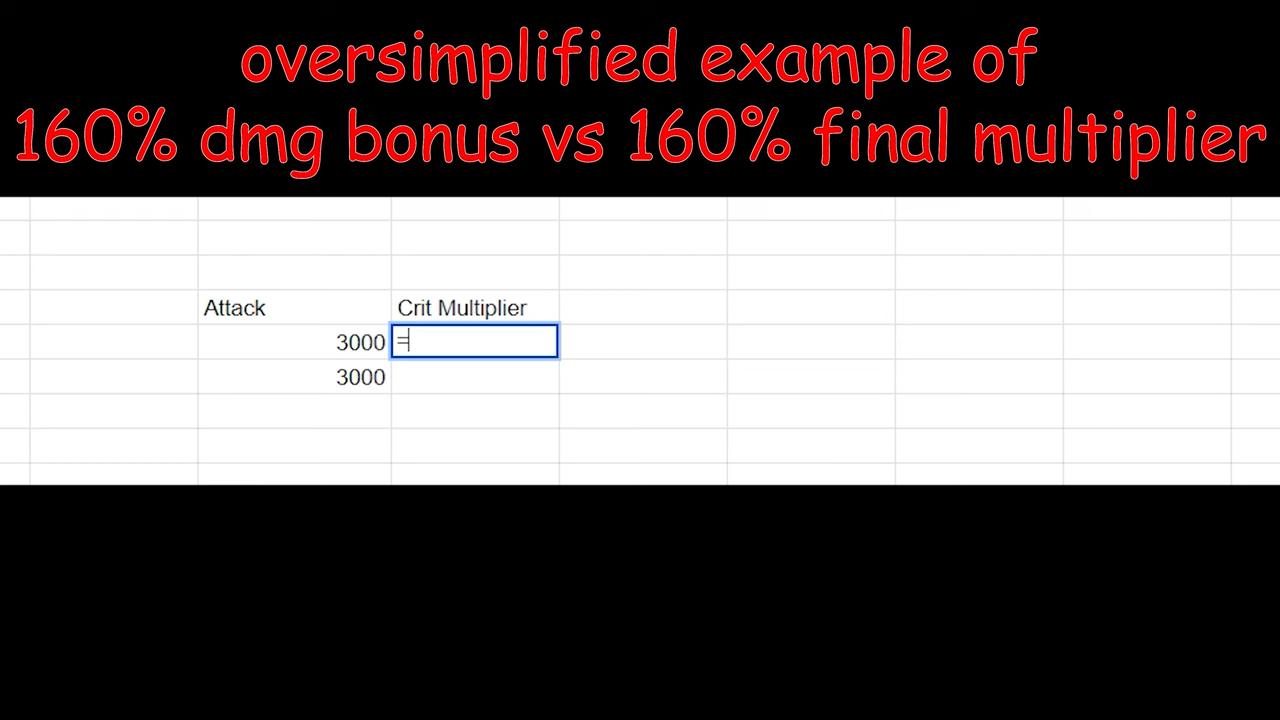 oversimplified example of
160% dmg bonus vs 160% final multiplier
Attack Crit Multiplier
3000 =
3000